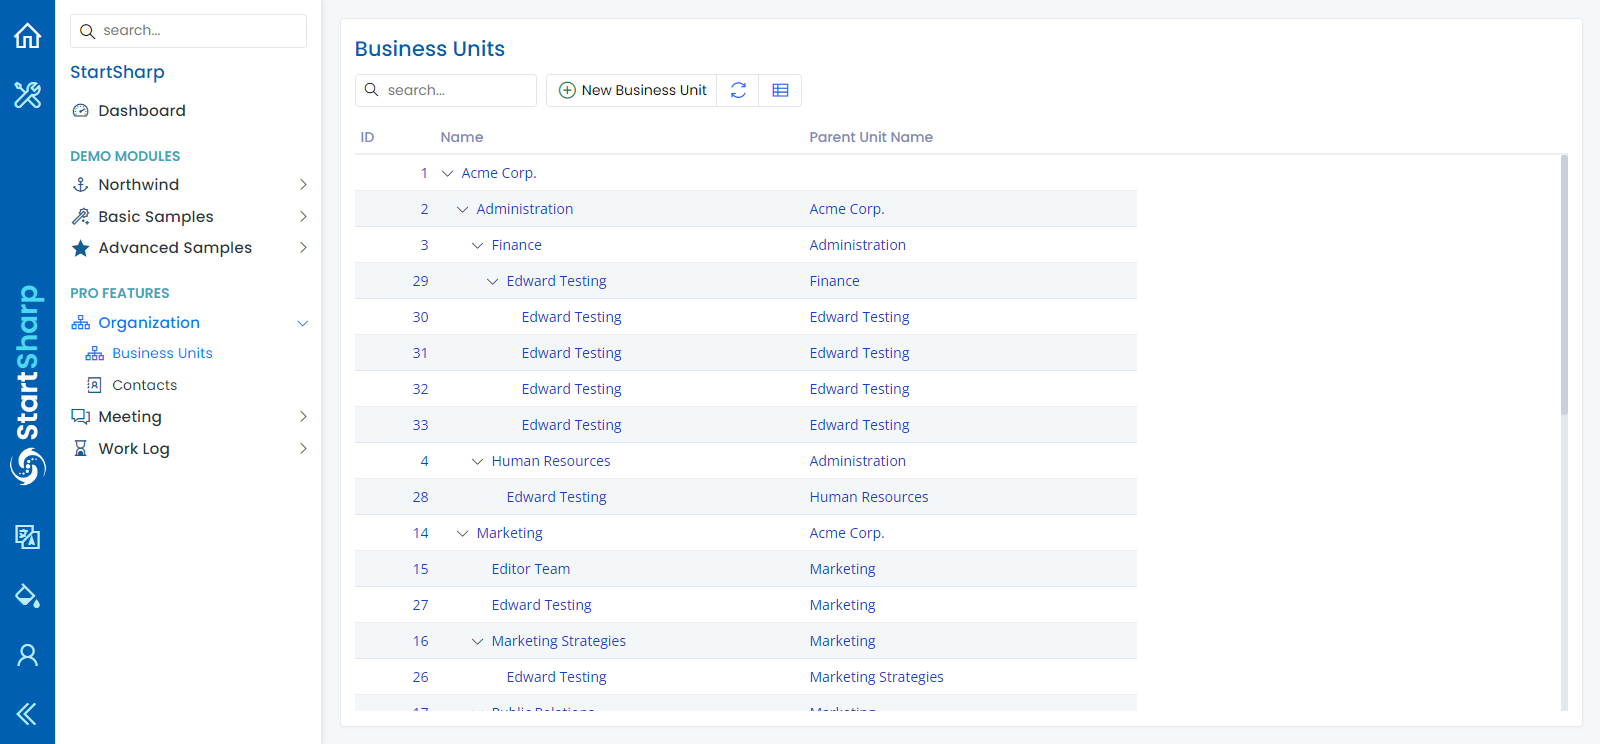 search...
StartSharp
Dashboard
DEMO MODULES
Northwind
Basic Samples
Advanced Samples
PRO FEATURES
Organization
Business Units
Contacts
Meeting
Work Log
StartSharp
Business Units
search...
New Business Unit
ID Name Parent Unit Name
1 Acme Corp.
2 Administration Acme Corp.
3 Finance Administration
29 Edward Testing Finance
30 Edward Testing Edward Testing
31 Edward Testing Edward Testing
32 Edward Testing Edward Testing
33 Edward Testing Edward Testing
4 Human Resources Administration
28 Edward Testing Human Resources
14 Marketing Acme Corp.
15 Editor Team Marketing
27 Edward Testing Marketing
16 Marketing Strategies Marketing
26 Edward Testing Marketing Strategies
17 Public Relations Marketing